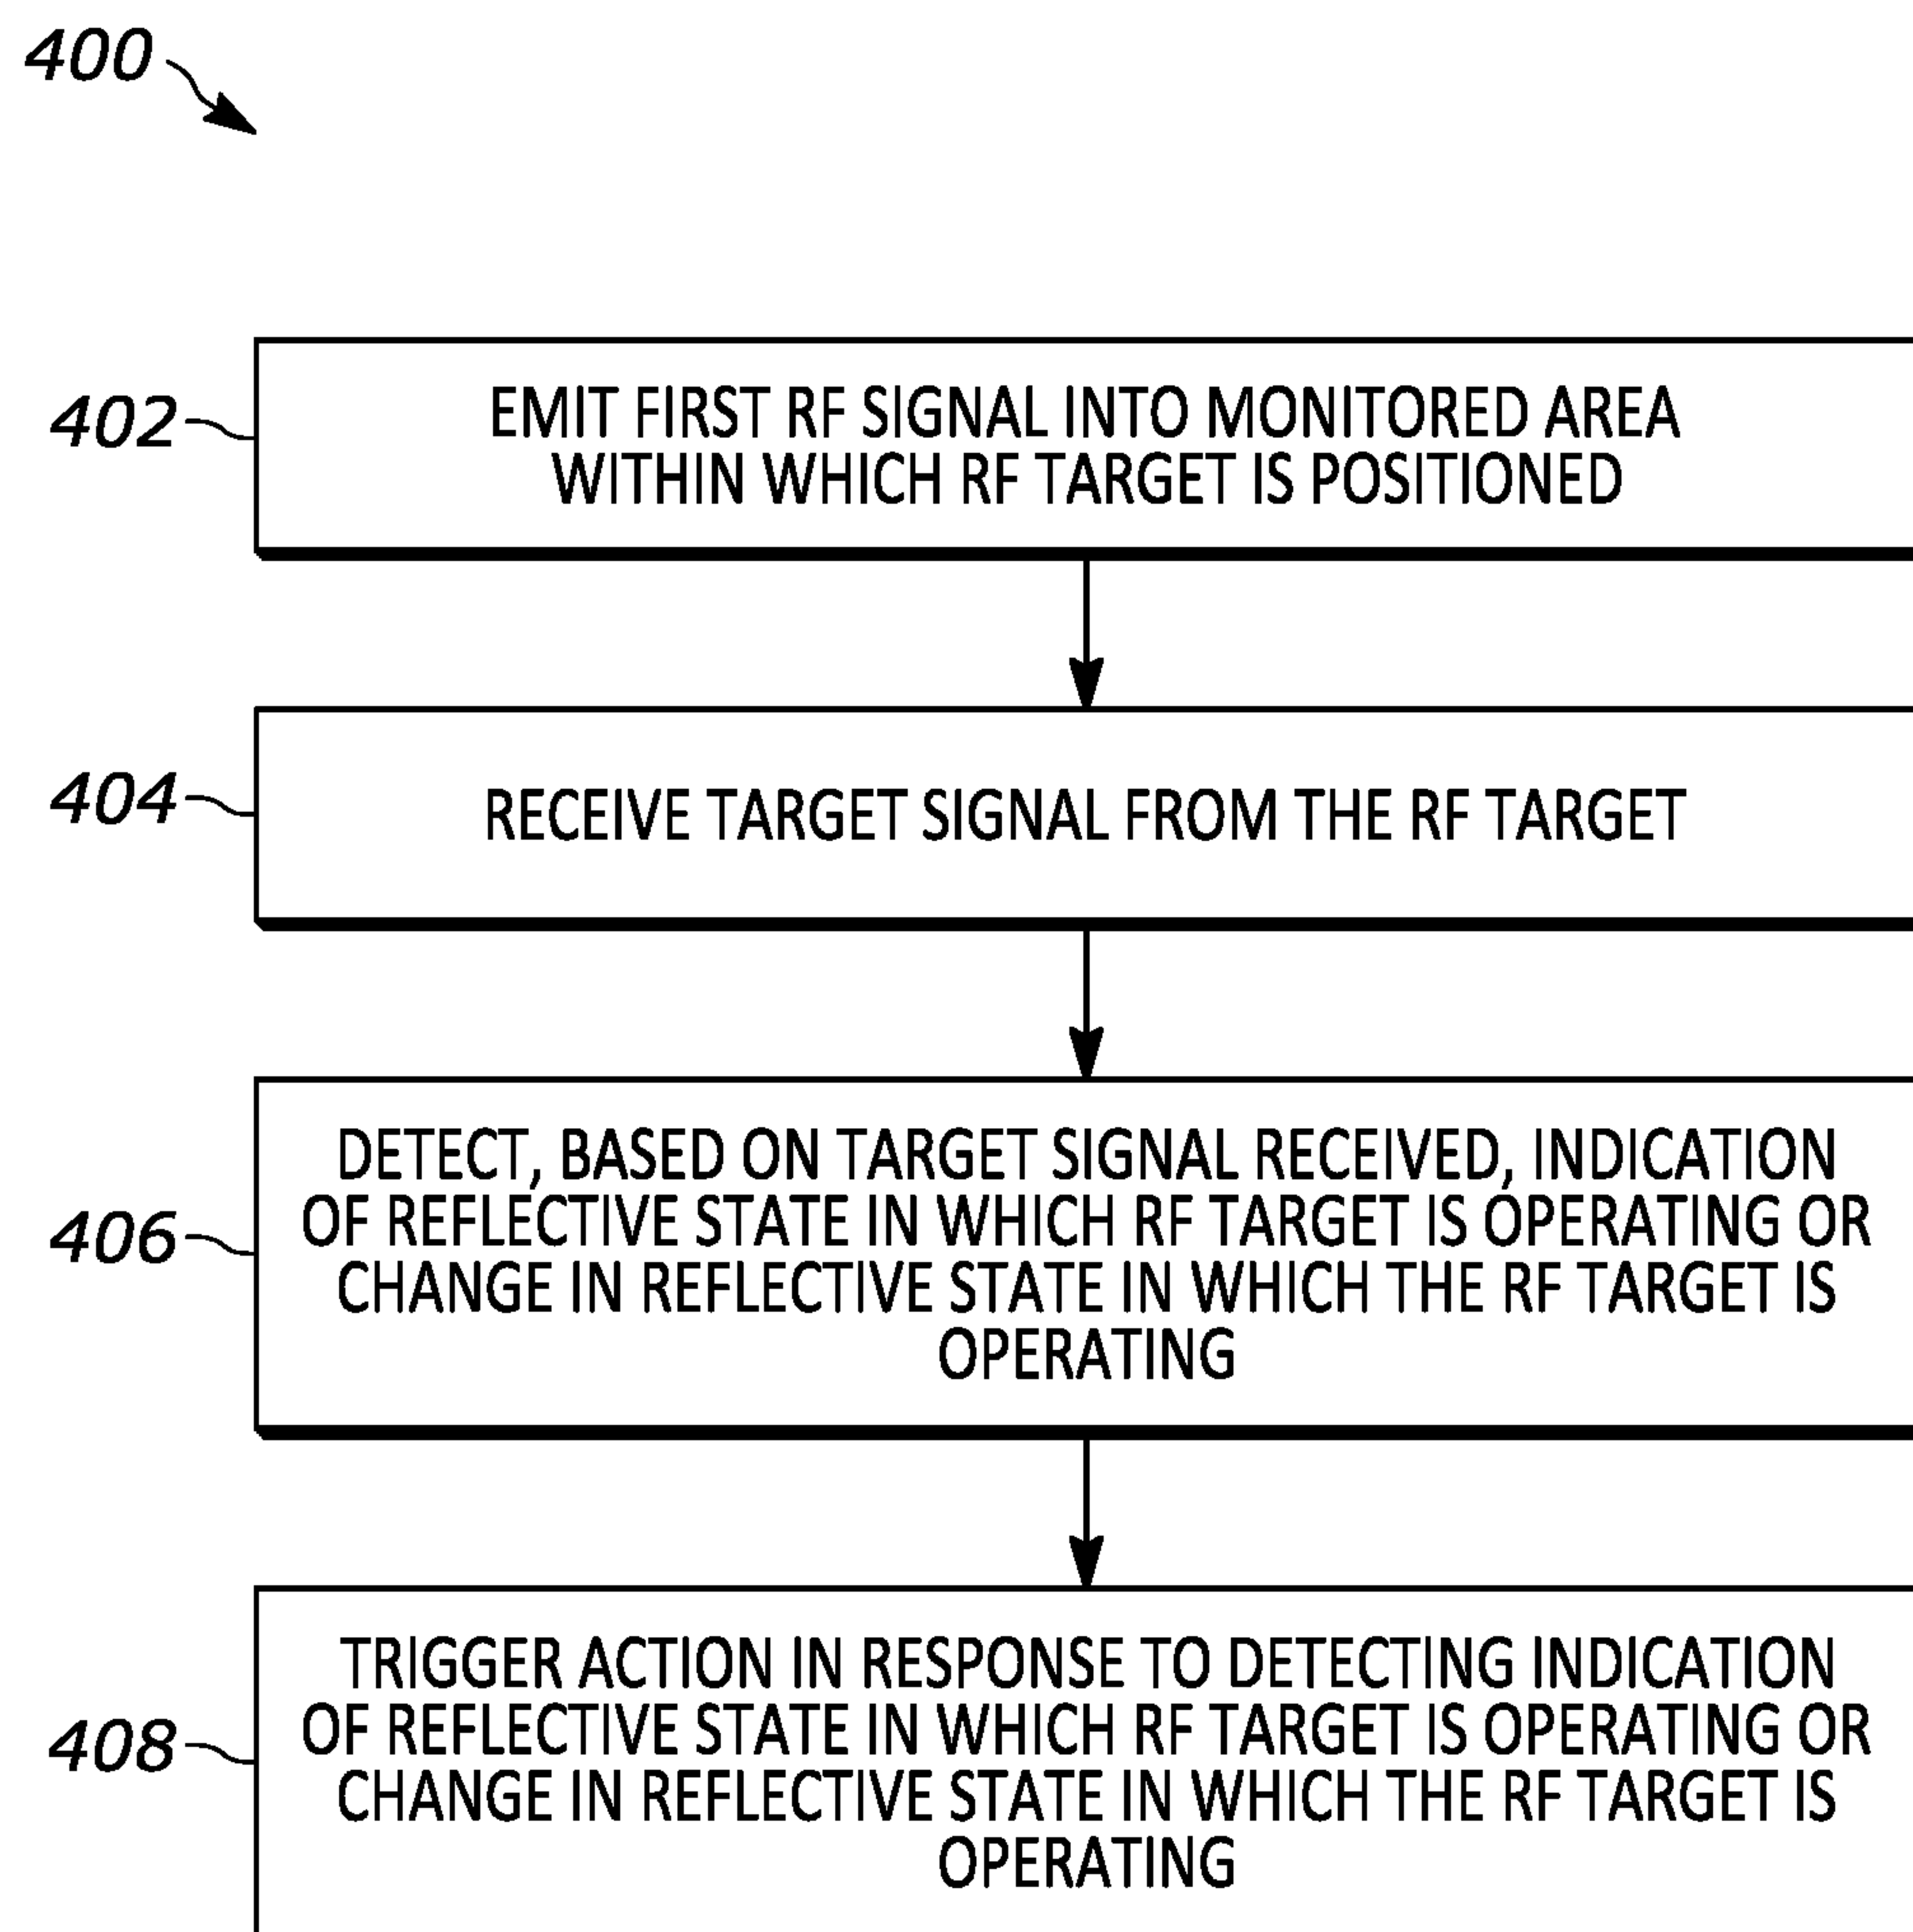 400
402
EMIT FIRST RF SIGNAL INTO MONITORED AREA
WITHIN WHICH RF TARGET IS POSITIONED
404
RECEIVE TARGET SIGNAL FROM THE RF TARGET
406
DETECT, BASED ON TARGET SIGNAL RECEIVED, INDICATION
OF REFLECTIVE STATE IN WHICH RF TARGET IS OPERATING OR
CHANGE IN REFLECTIVE STATE IN WHICH THE RF TARGET IS
OPERATING
408
TRIGGER ACTION IN RESPONSE TO DETECTING INDICATION
OF REFLECTIVE STATE IN WHICH RF TARGET IS OPERATING OR
CHANGE IN REFLECTIVE STATE IN WHICH THE RF TARGET IS
OPERATING